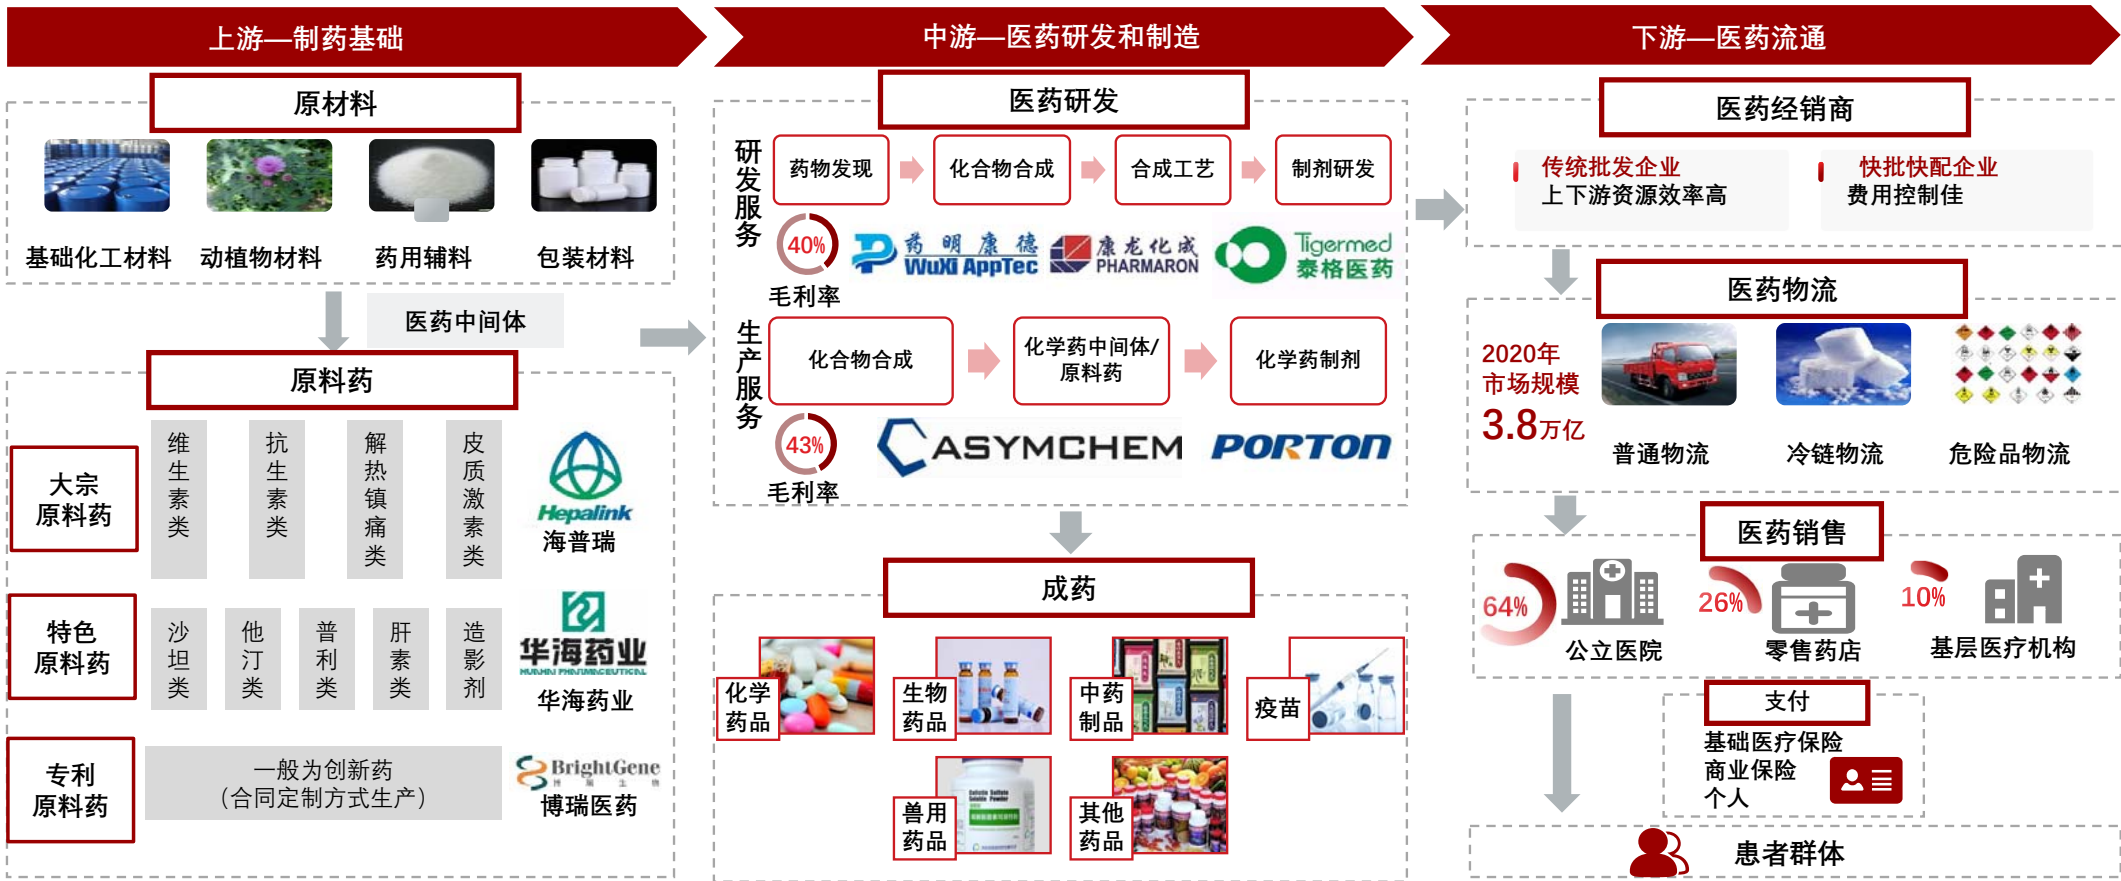 上游—制药基础
中游—医药研发和制造
下游—医药流通
原材料
基础化工材料
动植物材料
药用辅料
包装材料
医药中间体
原料药
大宗
原料药
维生素类
抗生素类
解热镇痛类
皮质激素类
Hepalink
海普瑞
特色
原料药
沙坦类
他汀类
普利类
肝素类
造影剂
华海药业
HUAHAI PHARMACEUTICAL
华海药业
专利
原料药
一般为创新药
（合同定制方式生产）
BrightGene
博瑞生物
博瑞医药
医药研发
研发服务
药物发现
化合物合成
合成工艺
制剂研发
40%
毛利率
药明康德
WuXi AppTec
康龙化成
PHARMARON
Tigermed
泰格医药
生产服务
化合物合成
化学药中间体/
原料药
化学药制剂
43%
毛利率
ASYMCHEM
PORTON
成药
化学
药品
生物
药品
中药
制品
疫苗
兽用
药品
Colistin Sulfate
Soluble Powder
其他
药品
医药经销商
传统批发企业
上下游资源效率高
快批快配企业
费用控制佳
医药物流
2020年
市场规模
3.8万亿
普通物流
冷链物流
危险品物流
医药销售
64%
公立医院
26%
零售药店
10%
基层医疗机构
支付
基础医疗保险
商业保险
个人
患者群体